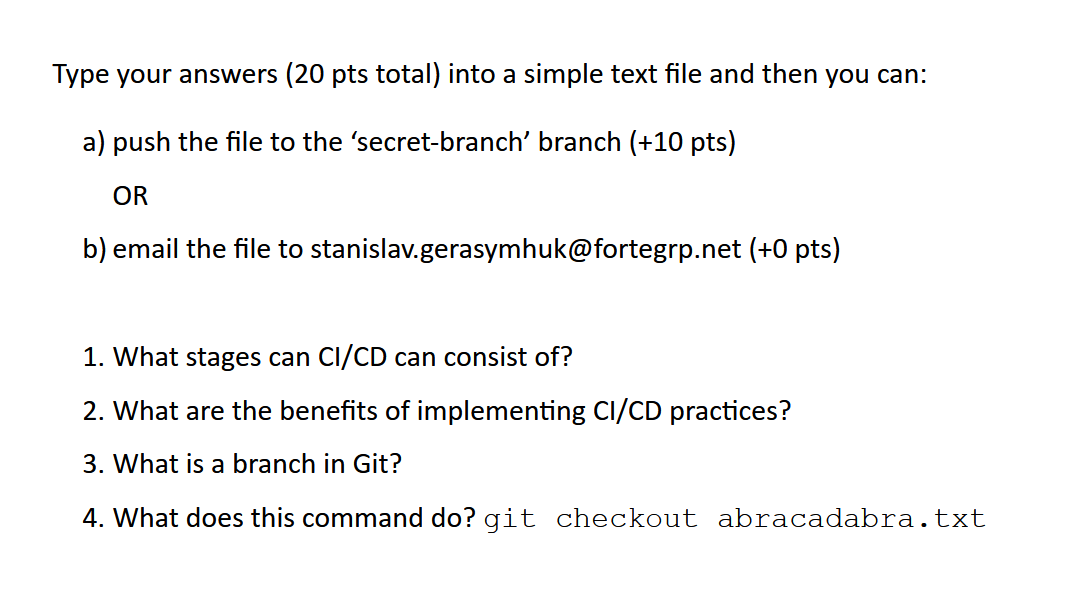 Type your answers (20 pts total) into a simple text file and then you can:
a) push the file to the ‘secret-branch’ branch (+10 pts)
OR
b) email the file to stanislav.gerasymhuk@fortegrp.net (+0 pts)
1. What stages can CI/CD can consist of?
2. What are the benefits of implementing CI/CD practices?
3. What is a branch in Git?
4. What does this command do? git checkout abracadabra.txt